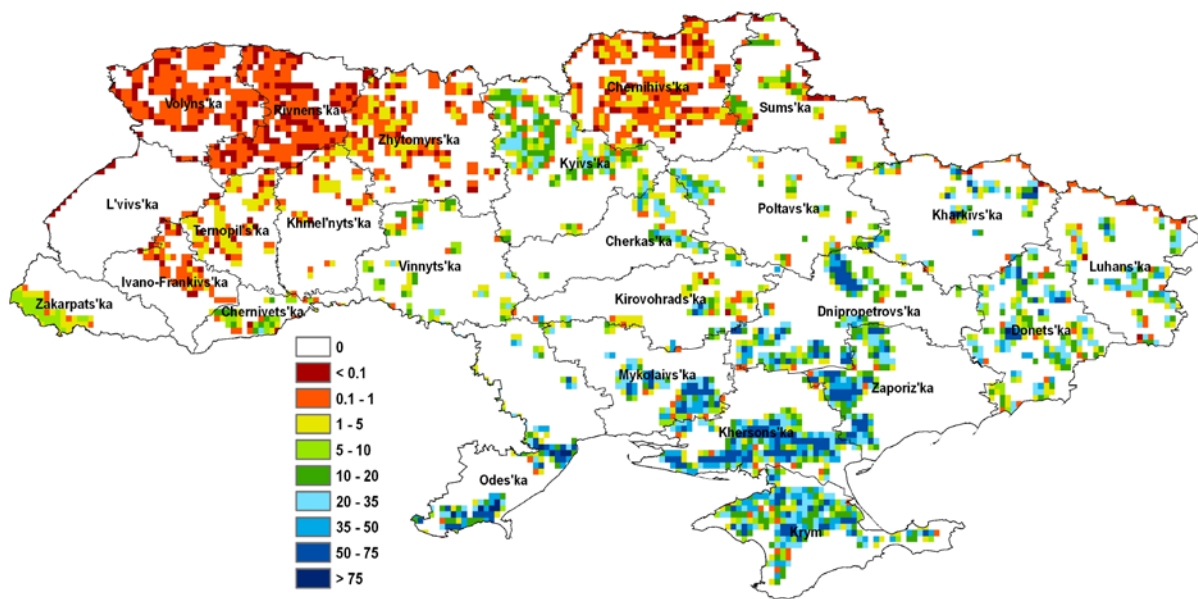 Volyns'ka
Rivnens'ka
Zhytomyrs'ka
Chernihivs'ka
Sums'ka
Kyivs'ka
L'vivs'ka
Ternopil's'ka
Khmel'nyts'ka
Poltavs'ka
Kharkivs'ka
Cherkas'ka
Vinnyts'ka
Luhans'ka
Ivano-Frankivs'ka
Zakarpats'ka
Chernivets'ka
Kirovohrads'ka
Dnipropetrovs'ka
Donets'ka
Mykolaivs'ka
Zaporiz'ka
Khersons'ka
Odes'ka
Krym
0
< 0.1
0.1 - 1
1 - 5
5 - 10
10 - 20
20 - 35
35 - 50
50 - 75
> 75